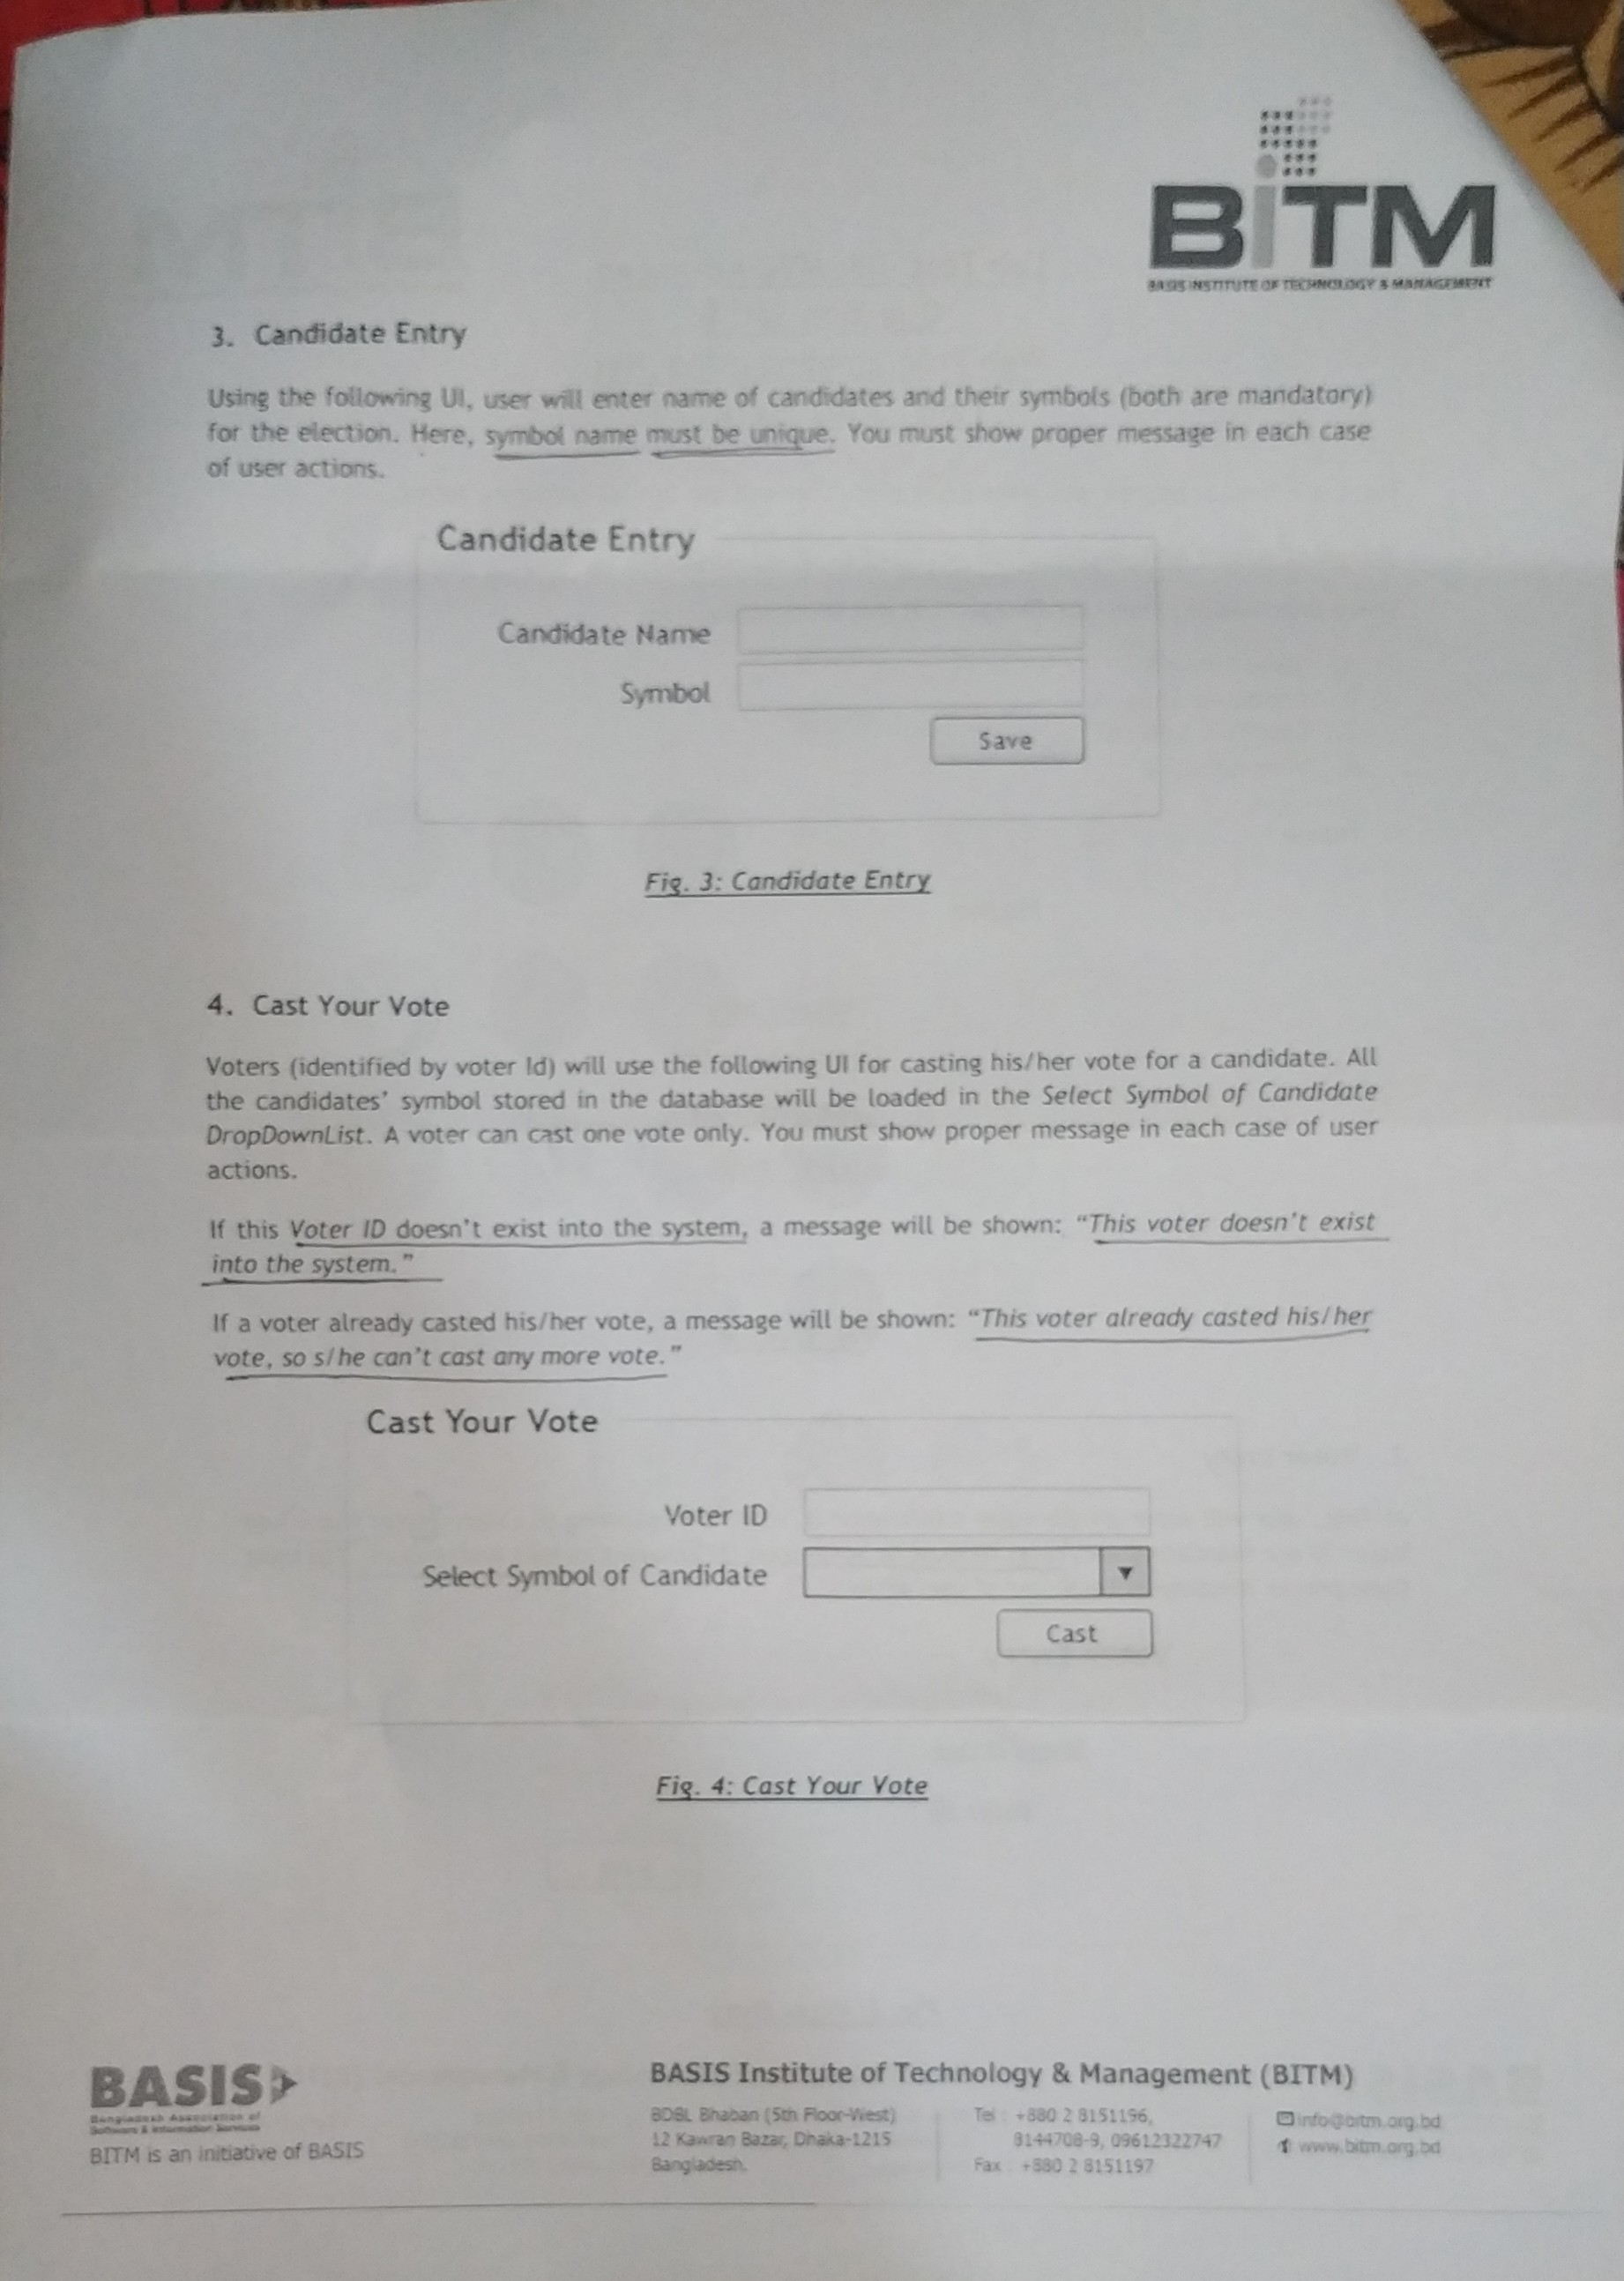 BiTM
BASIS INSTITUTE OF TECHNOLOGY & MANAGEMENT
3. Candidate Entry
Using the following UI, user will enter name of candidates and their symbols (both are mandatory)
for the election. Here, symbol name must be unique. You must show proper message in each case
of user actions.
Candidate Entry
Candidate Name
Symbol
Save
Fig. 3: Candidate Entry
4. Cast Your Vote
Voters (identified by voter Id) will use the following UI for casting his/her vote for a candidate. All
the candidates' symbol stored in the database will be loaded in the Select Symbol of Candidate
DropDownList. A voter can cast one vote only. You must show proper message in each case of user
actions.
If this Voter ID doesn't exist into the system, a message will be shown: “This voter doesn't exist
into the system.”
If a voter already casted his/her vote, a message will be shown: “This voter already casted his/her
vote, so s/he can't cast any more vote.”
Cast Your Vote
Voter ID
Select Symbol of Candidate
Cast
Fig. 4: Cast Your Vote
BASIS
Bangladesh Association of
Software & Information Services
BITM is an initiative of BASIS
BASIS Institute of Technology & Management (BITM)
BDBL Bhaban (5th Floor-West)
12 Kawran Bazar, Dhaka-1215
Bangladesh.
Tel : +880 2 8151196,
8144708-9, 09612322747
Fax : +880 2 8151197
info@bitm.org.bd
www.bitm.org.bd